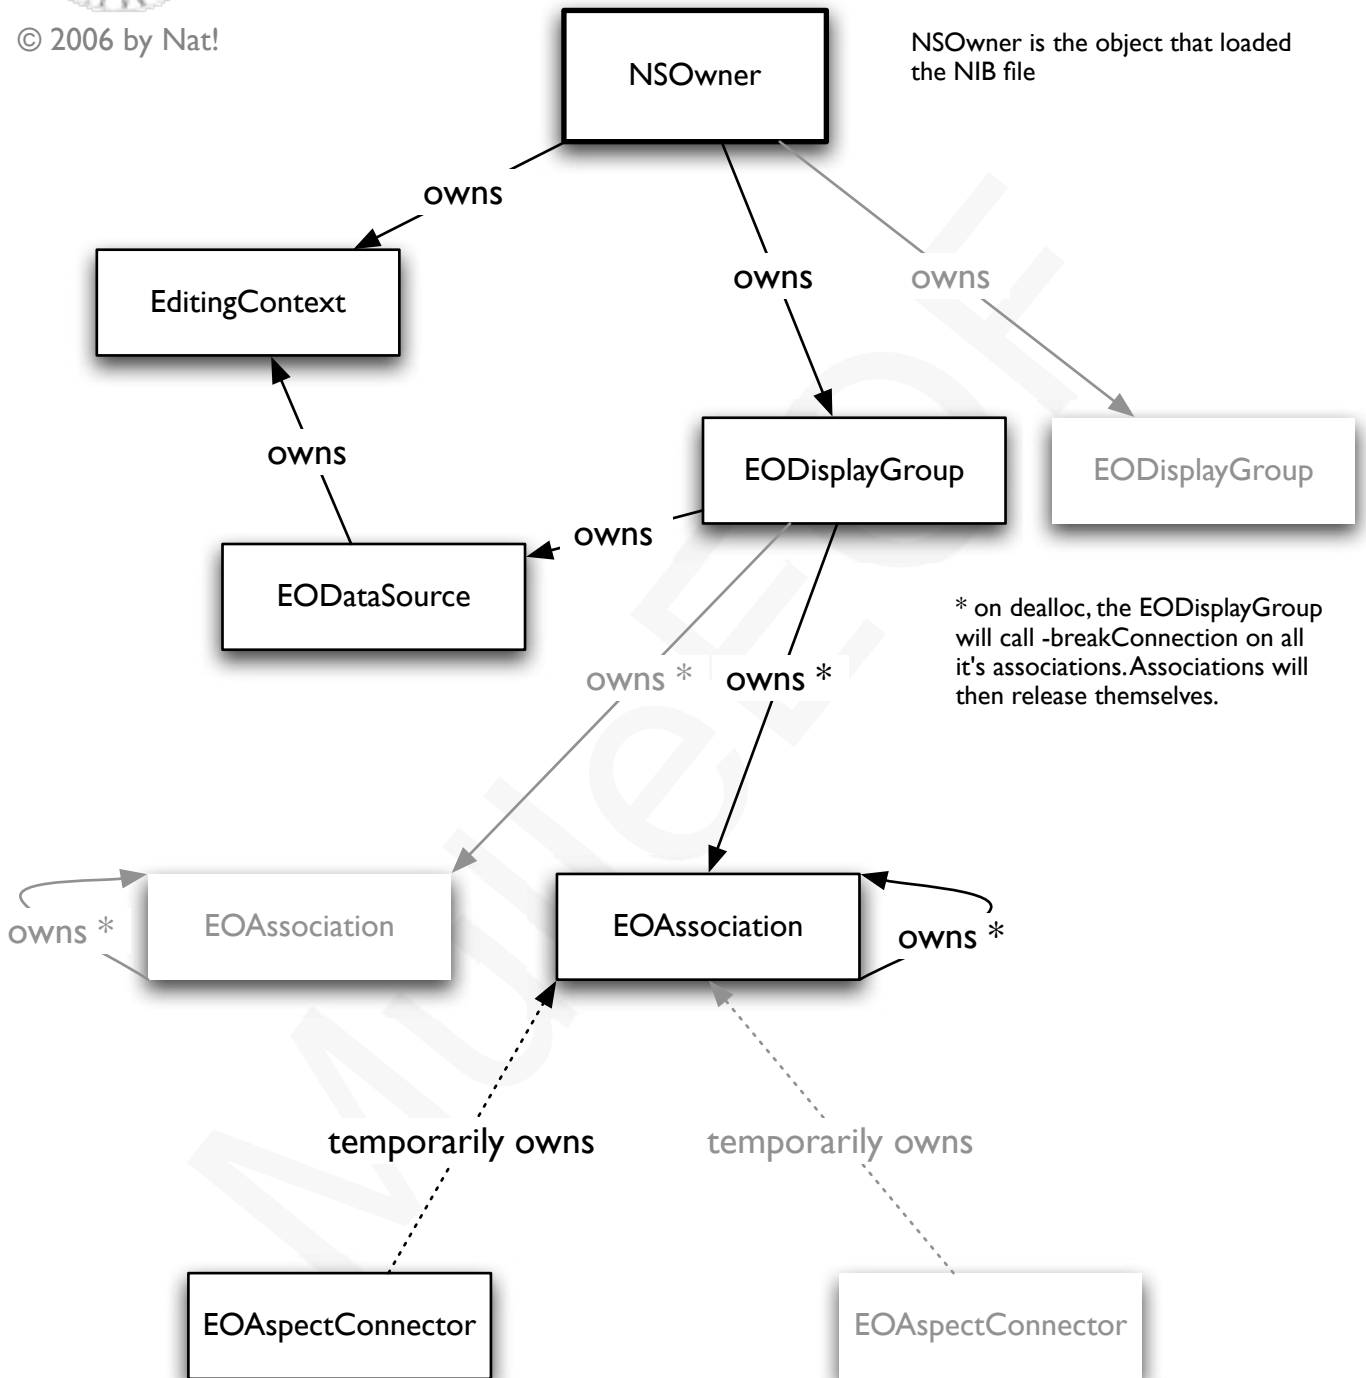 © 2006 by Nat!
NSOwner
NSOwner is the object that loaded
the NIB file
owns
owns
owns
EditingContext
owns
EODisplayGroup
EODisplayGroup
owns
EODataSource
* on dealloc, the EODisplayGroup
will call -breakConnection on all
it's associations. Associations will
then release themselves.
owns *
owns *
EOAssociation
EOAssociation
owns *
owns *
temporarily owns
temporarily owns
EOAspectConnector
EOAspectConnector
MulleEOF